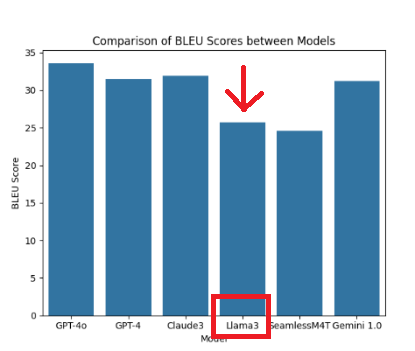 Comparison of BLEU Scores between Models
35
30
25
20
15
10
5
0
BLEU Score
GPT-4o GPT-4 Claude3 Llama3 SeamlessM4T Gemini 1.0
Model